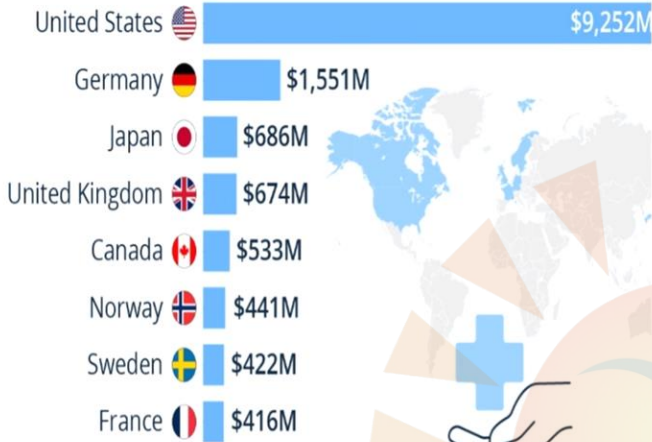 United States $9,252M
Germany $1,551M
Japan $686M
United Kingdom $674M
Canada $533M
Norway $441M
Sweden $422M
France $416M